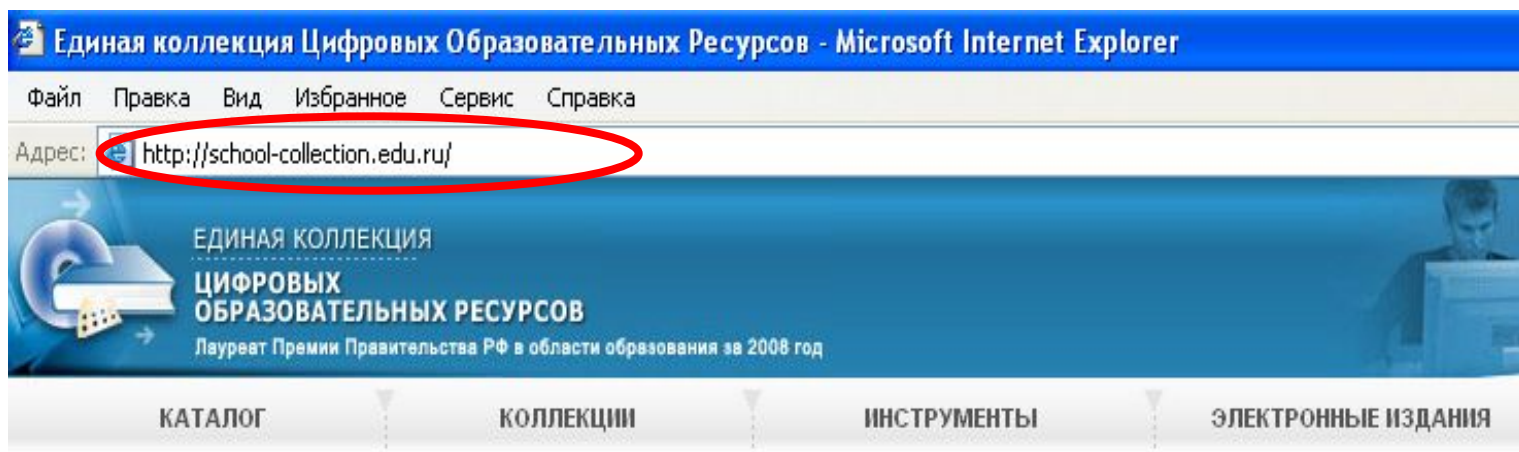 Единая коллекция Цифровых Образовательных Ресурсов - Microsoft Internet Explorer
Файл Правка Вид Избранное Сервис Справка
Адрес: http://school-collection.edu.ru/
ЕДИНАЯ КОЛЛЕКЦИЯ
ЦИФРОВЫХ
ОБРАЗОВАТЕЛЬНЫХ РЕСУРСОВ
Лауреат Премии Правительства РФ в области образования за 2008 год
КАТАЛОГ КОЛЛЕКЦИИ ИНСТРУМЕНТЫ ЭЛЕКТРОННЫЕ ИЗДАНИЯ